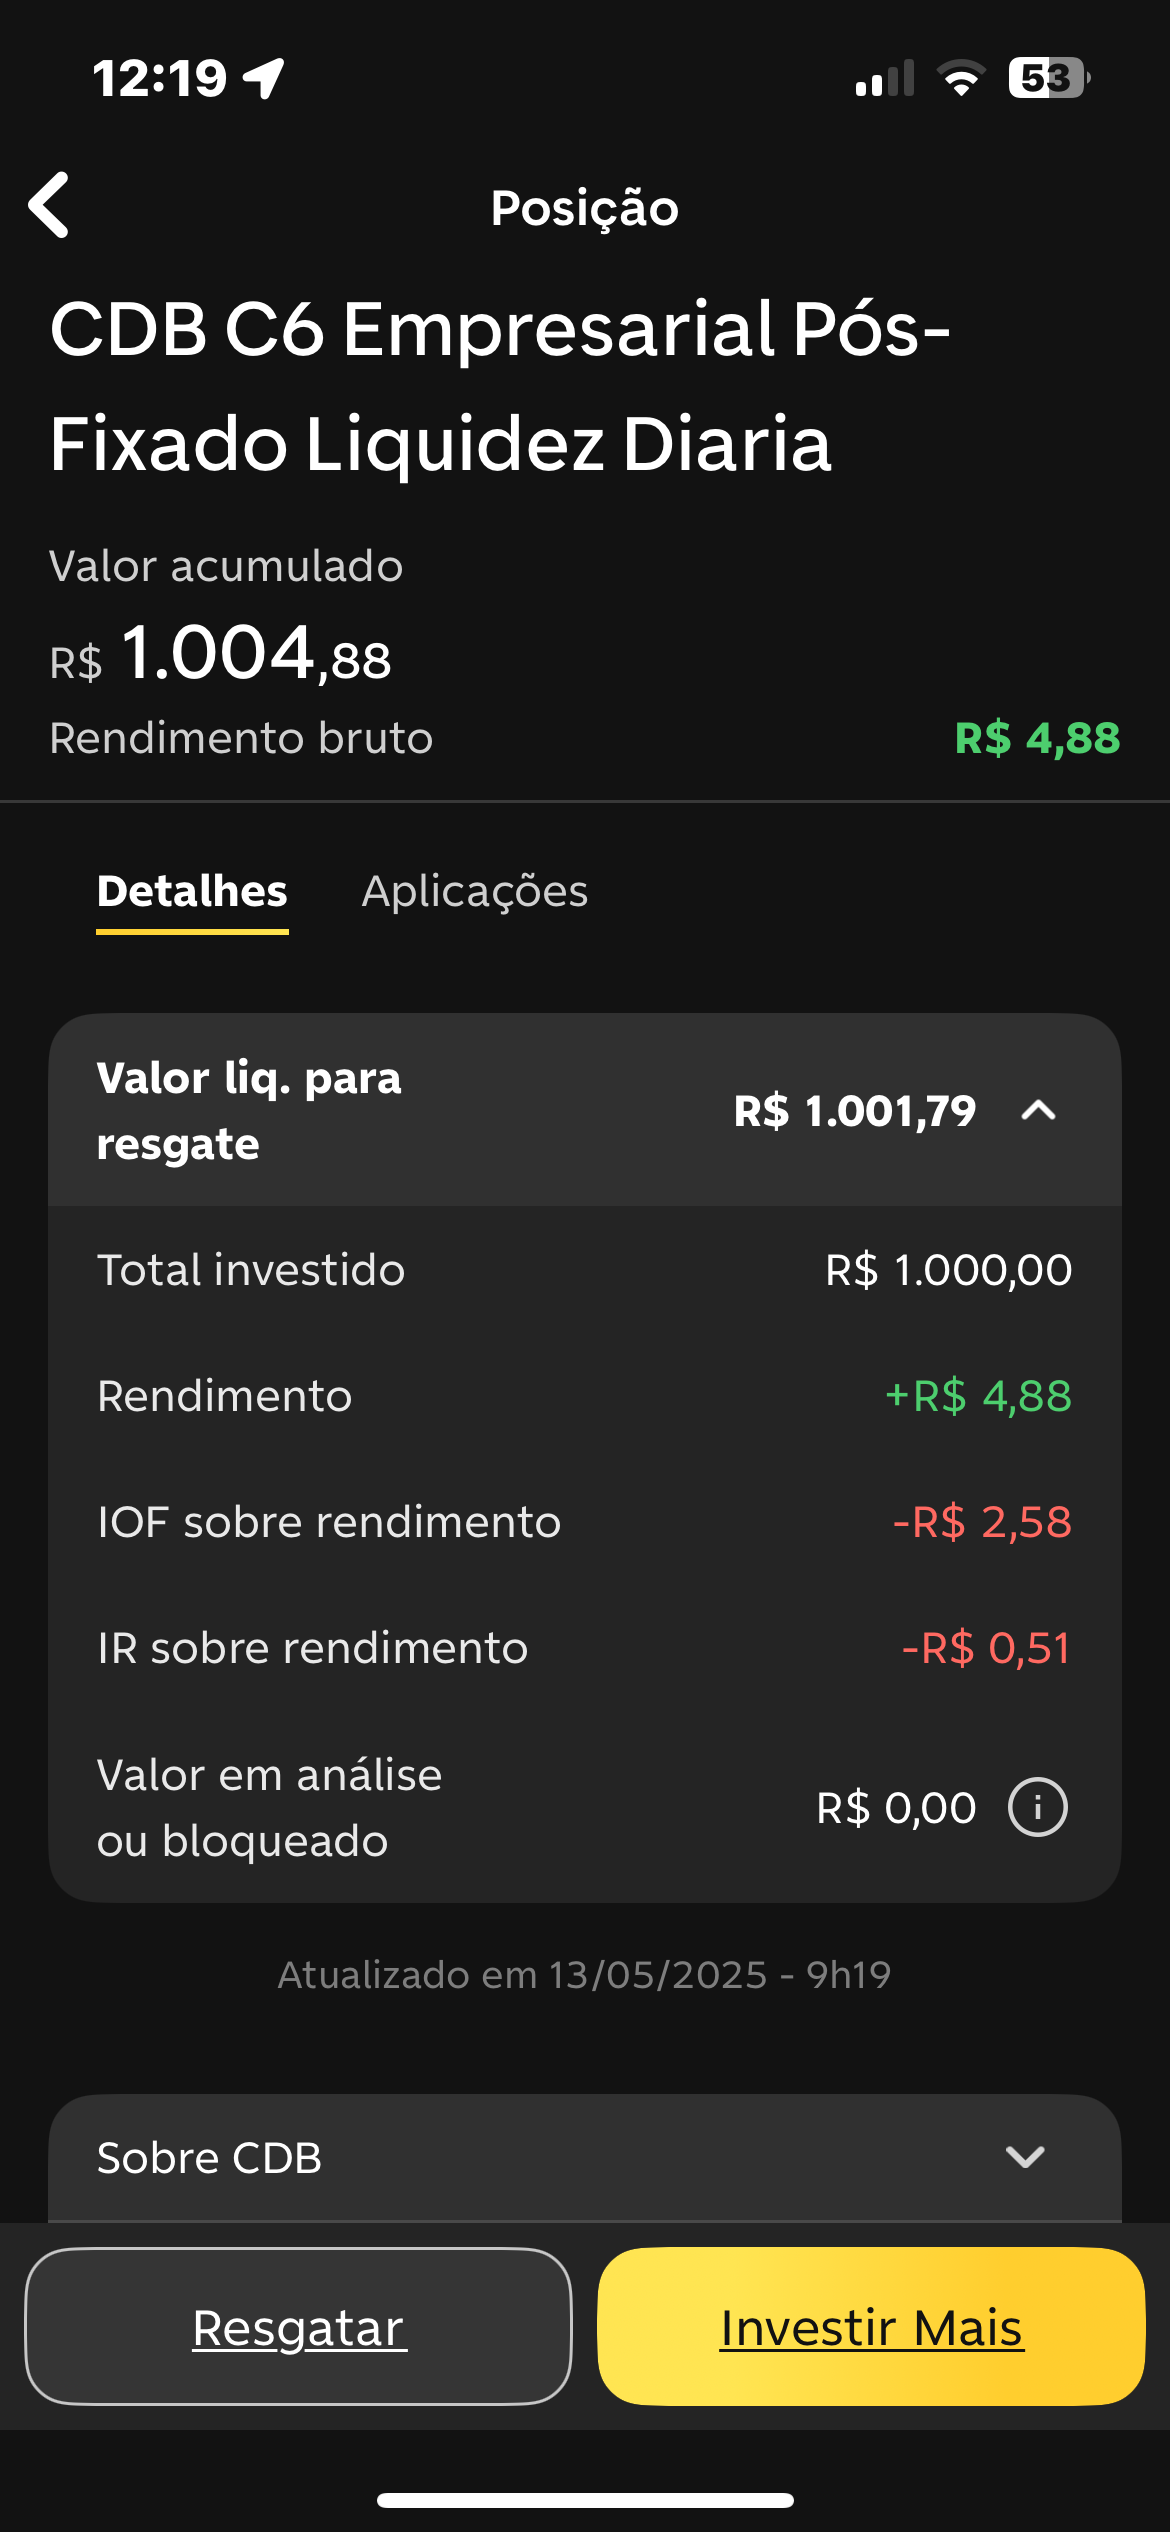 12:19
53
Posição
CDB C6 Empresarial Pós-
Fixado Liquidez Diaria
Valor acumulado
R$ 1.004,88
Rendimento bruto R$ 4,88
Detalhes Aplicações
Valor liq. para
resgate
R$ 1.001,79
Total investido R$ 1.000,00
Rendimento +R$ 4,88
IOF sobre rendimento -R$ 2,58
IR sobre rendimento -R$ 0,51
Valor em análise
ou bloqueado
R$ 0,00 i
Atualizado em 13/05/2025 - 9h19
Sobre CDB
Resgatar Investir Mais